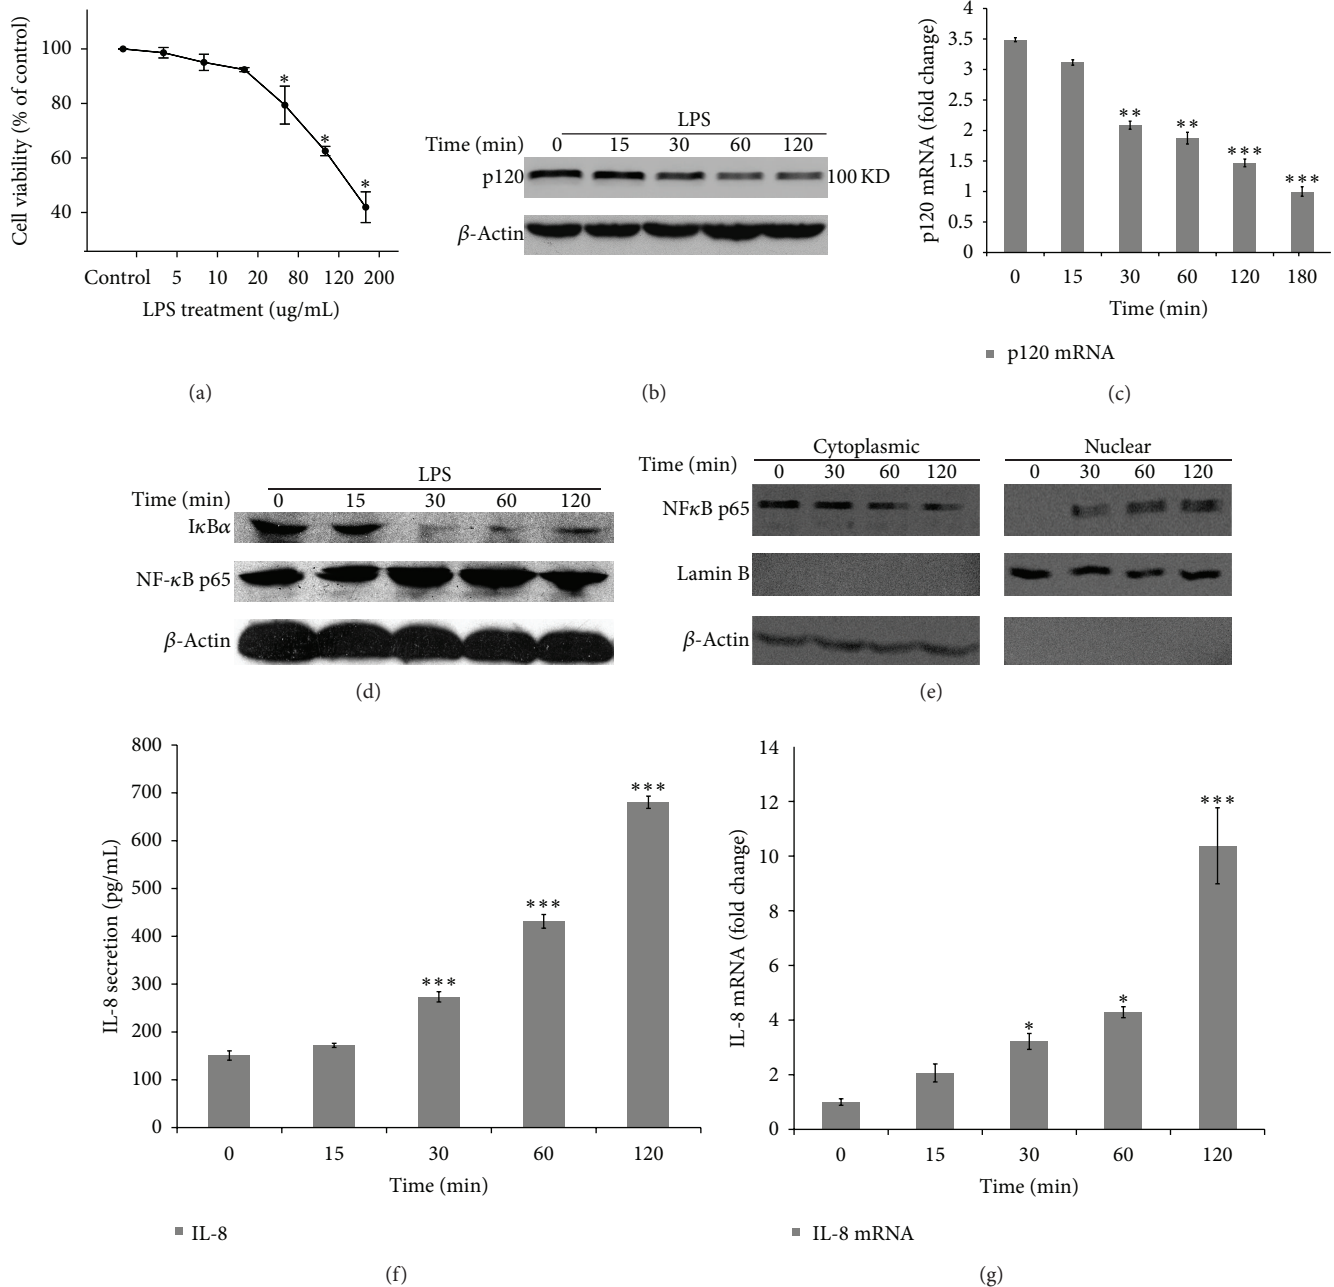 Cell viability (% of control)
100
80
60
40
*
*
*
Control 5 10 20 80 120 200
LPS treatment (ug/mL)
(a)
LPS
Time (min) 0 15 30 60 120
p120 100 KD
β-Actin
(b)
p120 mRNA (fold change)
4
3.5
3
2.5
2
1.5
1
0.5
0
**
**
***
***
0 15 30 60 120 180
Time (min)
p120 mRNA
(c)
LPS
Time (min) 0 15 30 60 120
IκBα
NF-κB p65
β-Actin
(d)
Cytoplasmic Nuclear
Time (min) 0 30 60 120 0 30 60 120
NFκB p65
Lamin B
β-Actin
(e)
IL-8 secretion (pg/mL)
800
700
600
500
400
300
200
100
0
***
***
***
0 15 30 60 120
Time (min)
IL-8
(f)
IL-8 mRNA (fold change)
14
12
10
8
6
4
2
0
*
*
***
0 15 30 60 120
Time (min)
IL-8 mRNA
(g)